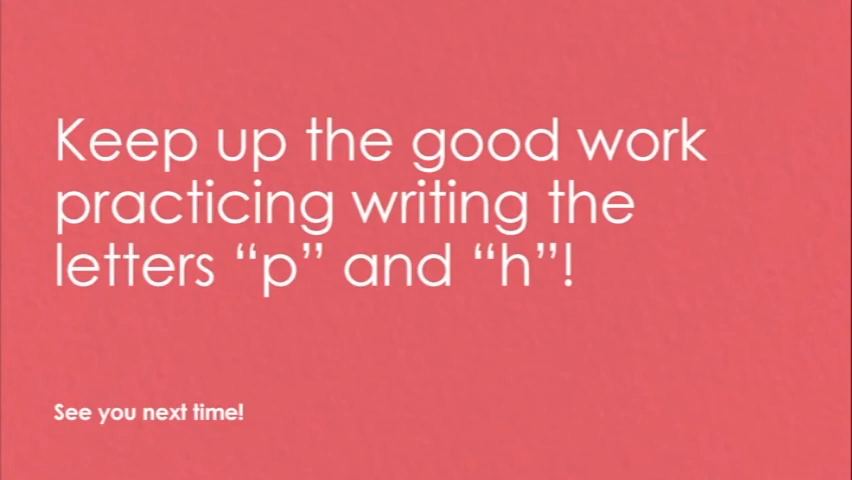 Keep up the good work
practicing writing the
letters “p” and “h”!
See you next time!